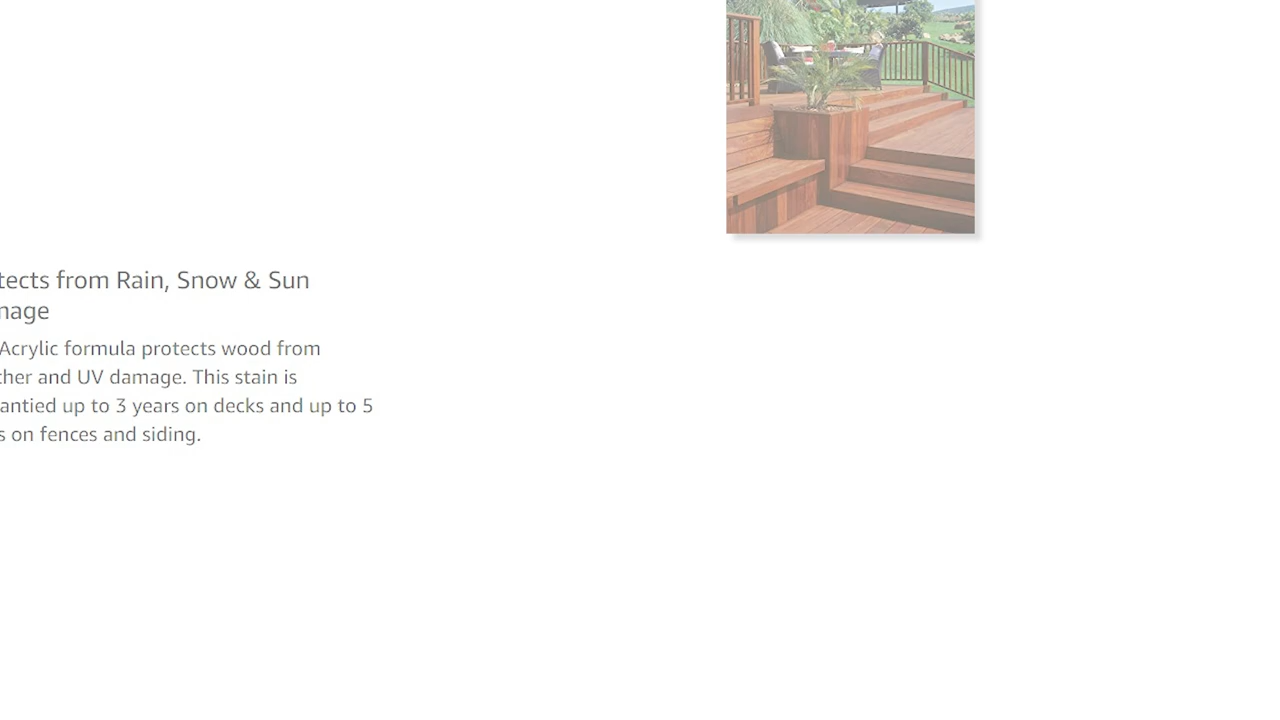 tects from Rain, Snow & Sun
nage
Acrylic formula protects wood from
ther and UV damage. This stain is
antied up to 3 years on decks and up to 5
s on fences and siding.